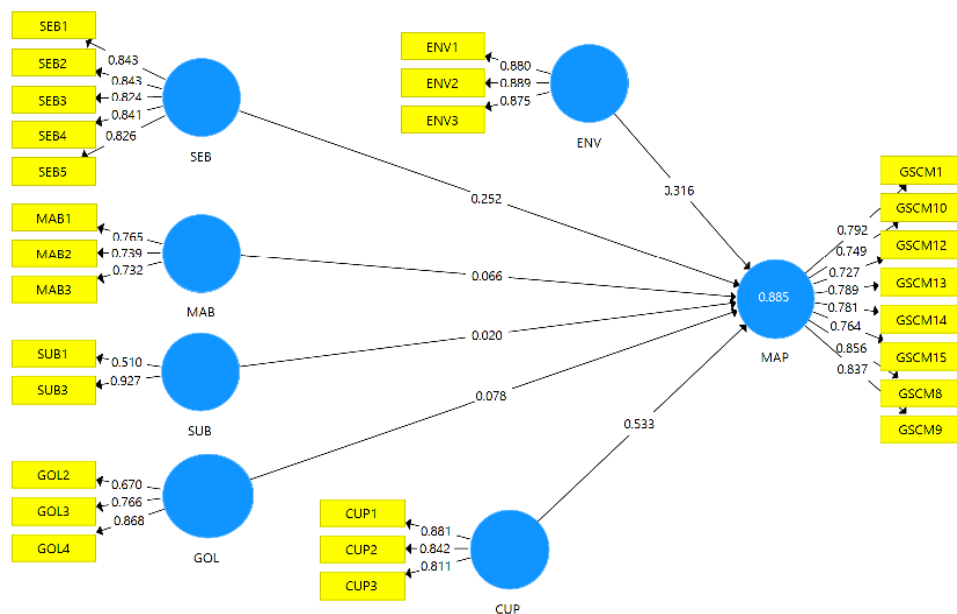 SEB1
SEB2
SEB3
SEB4
SEB5
0.843
0.843
0.824
0.841
0.826
SEB
ENV1
ENV2
ENV3
0.880
0.889
0.875
ENV
0.316
0.252
MAB1
MAB2
MAB3
0.765
0.739
0.732
MAB
0.066
SUB1
SUB3
0.510
0.927
SUB
0.020
GOL2
GOL3
GOL4
0.670
0.766
0.868
GOL
0.078
CUP1
CUP2
CUP3
0.881
0.842
0.811
CUP
0.533
0.885
MAP
0.792
0.749
0.727
0.789
0.781
0.764
0.856
0.837
GSCM1
GSCM10
GSCM12
GSCM13
GSCM14
GSCM15
GSCM8
GSCM9